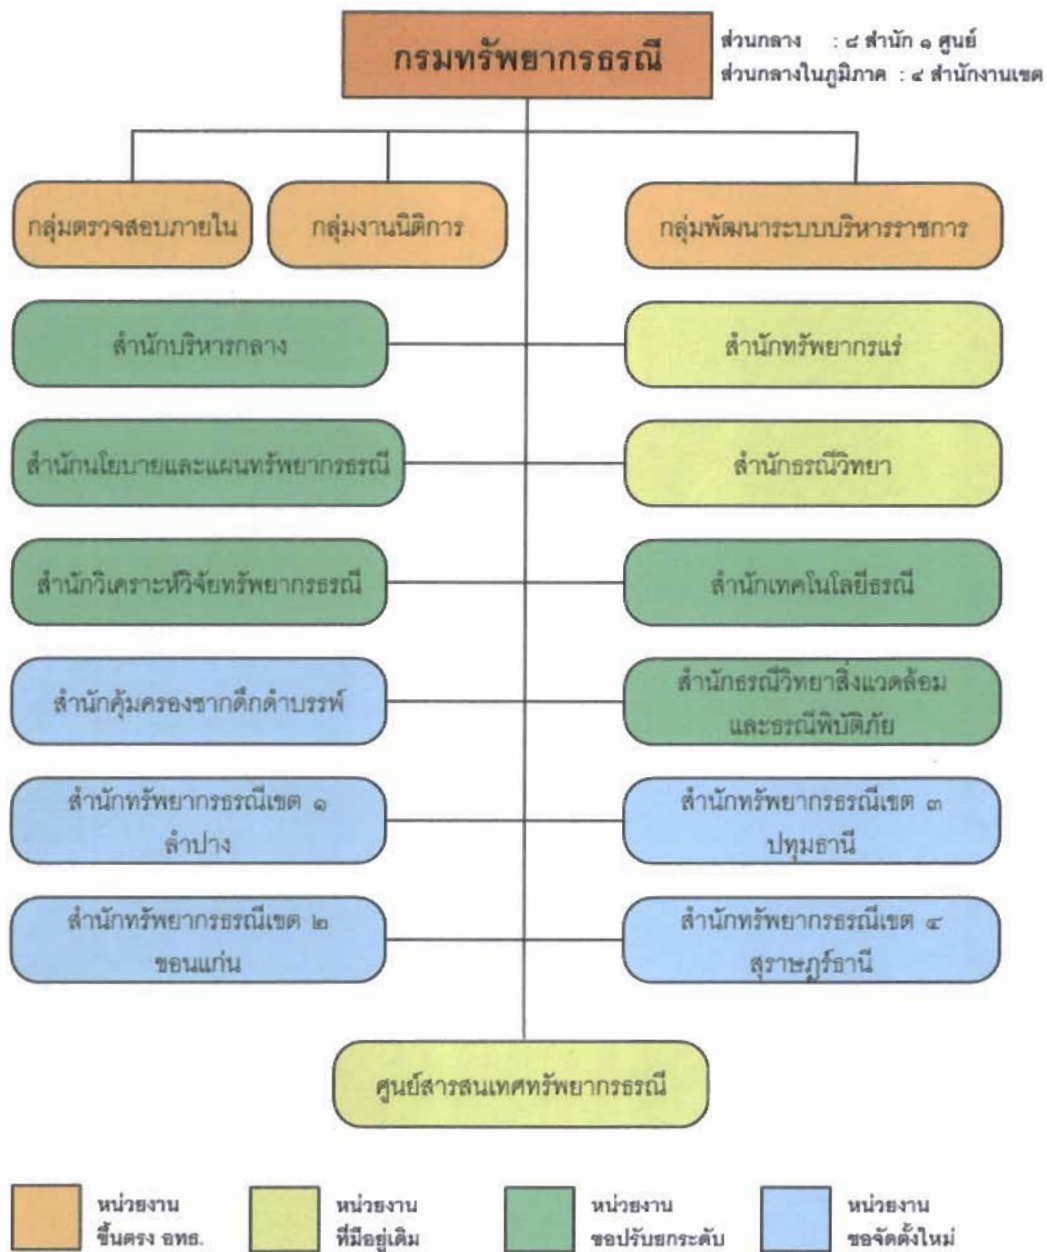 กรมทรัพยากรธรณี
ส่วนกลาง : ๘ สำนัก ๑ ศูนย์
ส่วนกลางในภูมิภาค : ๔ สำนักงานเขต
กลุ่มตรวจสอบภายใน
กลุ่มงานนิติการ
กลุ่มพัฒนาระบบบริหารราชการ
สำนักบริหารกลาง
สำนักทรัพยากรแร่
สำนักนโยบายและแผนทรัพยากรธรณี
สำนักธรณีวิทยา
สำนักวิเคราะห์วิจัยทรัพยากรธรณี
สำนักเทคโนโลยีธรณี
สำนักคุ้มครองซากดึกดำบรรพ์
สำนักธรณีวิทยาสิ่งแวดล้อม
และธรณีพิบัติภัย
สำนักทรัพยากรธรณีเขต ๑
ลำปาง
สำนักทรัพยากรธรณีเขต ๓
ปทุมธานี
สำนักทรัพยากรธรณีเขต ๒
ขอนแก่น
สำนักทรัพยากรธรณีเขต ๔
สุราษฎร์ธานี
ศูนย์สารสนเทศทรัพยากรธรณี
หน่วยงาน
ขึ้นตรง อทธ.
หน่วยงาน
ที่มีอยู่เดิม
หน่วยงาน
ขอปรับยกระดับ
หน่วยงาน
ขอจัดตั้งใหม่